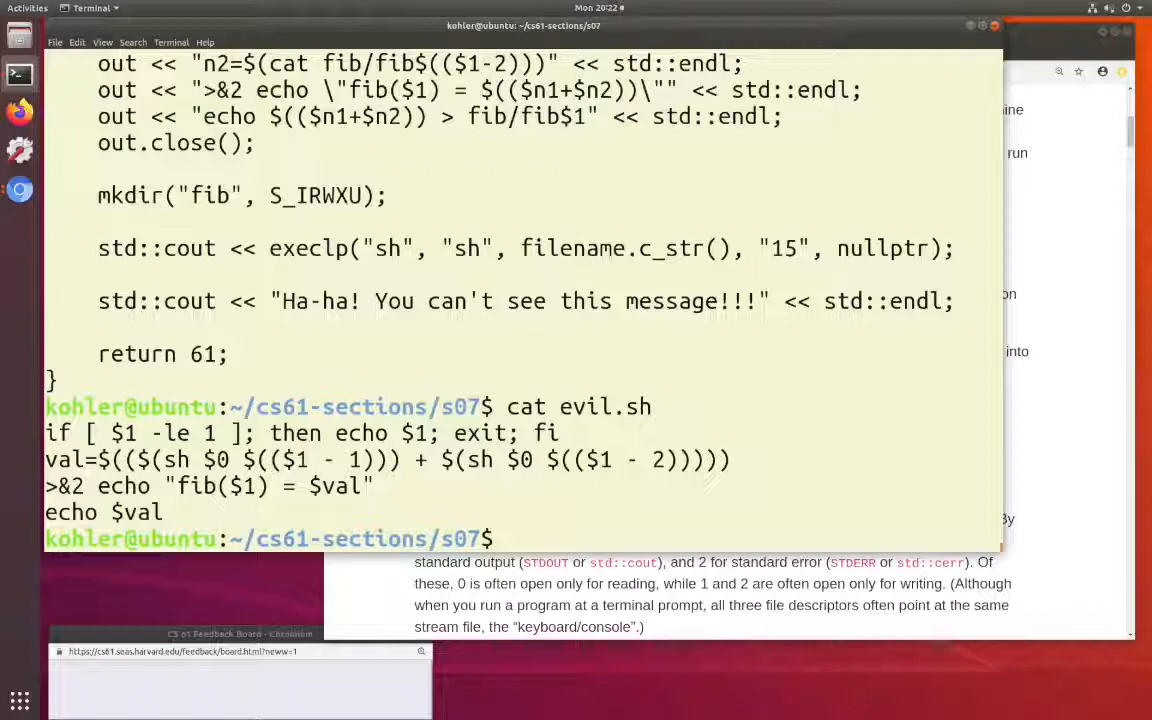 Activities
Terminal
Mon 20:22
kohler@ubuntu: ~/cs61-sections/s07
File Edit View Search Terminal Help
out << "n2=$(cat fib/fib$(($1-2)))" << std::endl;
out << ">&2 echo \"fib($1) = $(($n1+$n2))\"" << std::endl;
out << "echo $(($n1+$n2)) > fib/fib$1" << std::endl;
out.close();
mkdir("fib", S_IRWXU);
std::cout << execlp("sh", "sh", filename.c_str(), "15", nullptr);
std::cout << "Ha-ha! You can't see this message!!!" << std::endl;
return 61;
}
kohler@ubuntu:~/cs61-sections/s07$ cat evil.sh
if [ $1 -le 1 ]; then echo $1; exit; fi
val=$(($(sh $0 $(($1 - 1))) + $(sh $0 $(($1 - 2)))))
>&2 echo "fib($1) = $val"
echo $val
kohler@ubuntu:~/cs61-sections/s07$
ine
run
on
into
By
standard output (STDOUT or std::cout), and 2 for standard error (STDERR or std::cerr). Of
these, 0 is often open only for reading, while 1 and 2 are often open only for writing. (Although
when you run a program at a terminal prompt, all three file descriptors often point at the same
stream file, the “keyboard/console”.)
CS 61 Feedback Board - Chromium
https://cs61.seas.harvard.edu/feedback/board.html?neww=1